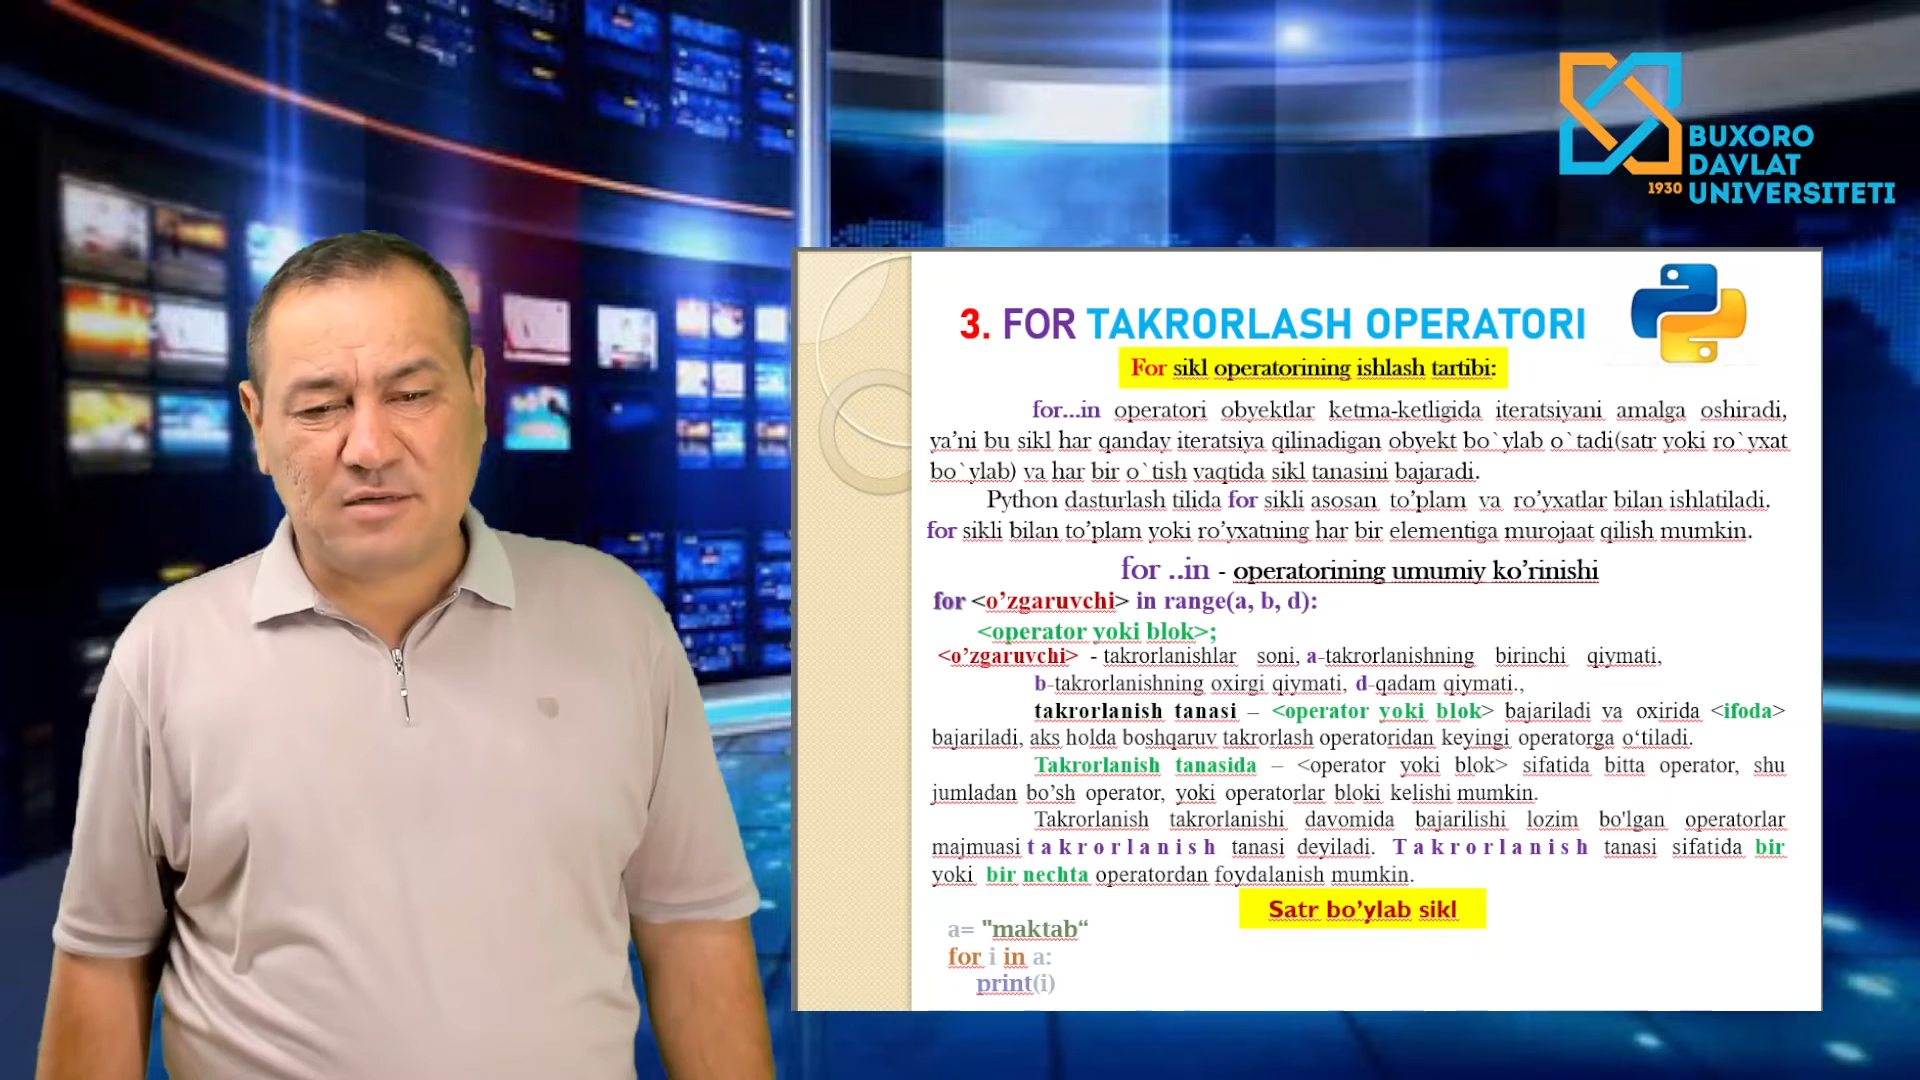 BUXORO
DAVLAT
1930 UNIVERSITETI
3. FOR TAKRORLASH OPERATORI
For sikl operatorining ishlash tartibi:
for...in operatori obyektlar ketma-ketligida iteratsiyani amalga oshiradi,
ya’ni bu sikl har qanday iteratsiya qilinadigan obyekt bo`ylab o`tadi(satr yoki ro`yxat
bo`ylab) va har bir o`tish vaqtida sikl tanasini bajaradi.
Python dasturlash tilida for sikli asosan to’plam va ro’yxatlar bilan ishlatiladi.
for sikli bilan to’plam yoki ro’yxatning har bir elementiga murojaat qilish mumkin.
for ..in - operatorining umumiy ko’rinishi
for <o’zgaruvchi> in range(a, b, d):
<operator yoki blok>;
<o’zgaruvchi> - takrorlanishlar soni, a-takrorlanishning birinchi qiymati,
b-takrorlanishning oxirgi qiymati, d-qadam qiymati.,
takrorlanish tanasi – <operator yoki blok> bajariladi va oxirida <ifoda>
bajariladi, aks holda boshqaruv takrorlash operatoridan keyingi operatorga o‘tiladi.
Takrorlanish tanasida – <operator yoki blok> sifatida bitta operator, shu
jumladan bo’sh operator, yoki operatorlar bloki kelishi mumkin.
Takrorlanish takrorlanishi davomida bajarilishi lozim bo'lgan operatorlar
majmuasi takrorlanish tanasi deyiladi. Takrorlanish tanasi sifatida bir
yoki bir nechta operatordan foydalanish mumkin.
Satr bo’ylab sikl
a= "maktab“
for i in a:
print(i)